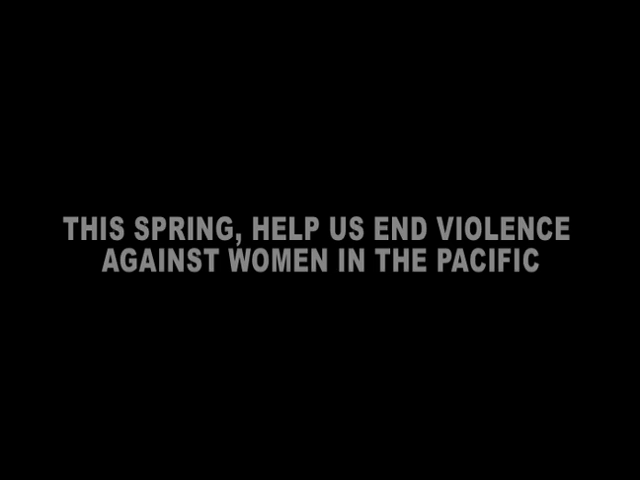 THIS SPRING, HELP US END VIOLENCE
AGAINST WOMEN IN THE PACIFIC